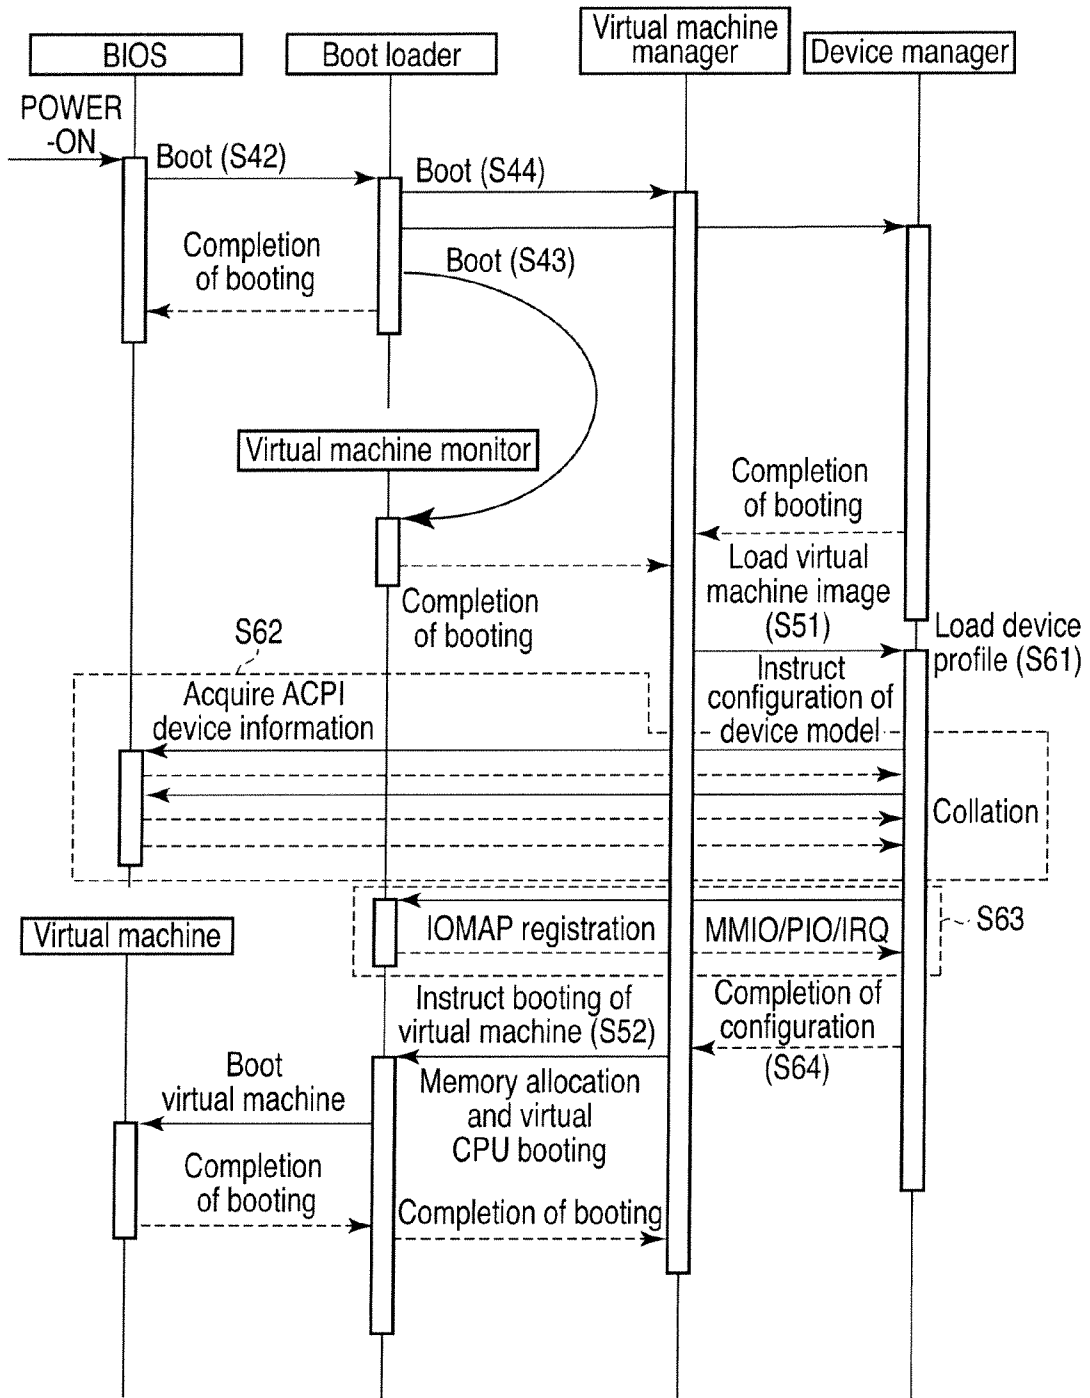 Virtual machine
manager
BIOS
Boot loader
Device manager
POWER
-ON
Boot (S42)
Boot (S44)
Completion
of booting
Boot (S43)
Virtual machine monitor
Completion
of booting
Load virtual
machine image
(S51)
Completion
of booting
Load device
profile (S61)
S62
Instruct
configuration of
device model
Acquire ACPI
device information
Collation
IOMAP registration
MMIO/PIO/IRQ
S63
Virtual machine
Instruct booting of
virtual machine (S52)
Completion of
configuration
(S64)
Boot
virtual machine
Memory allocation
and virtual
CPU booting
Completion
of booting
Completion of booting